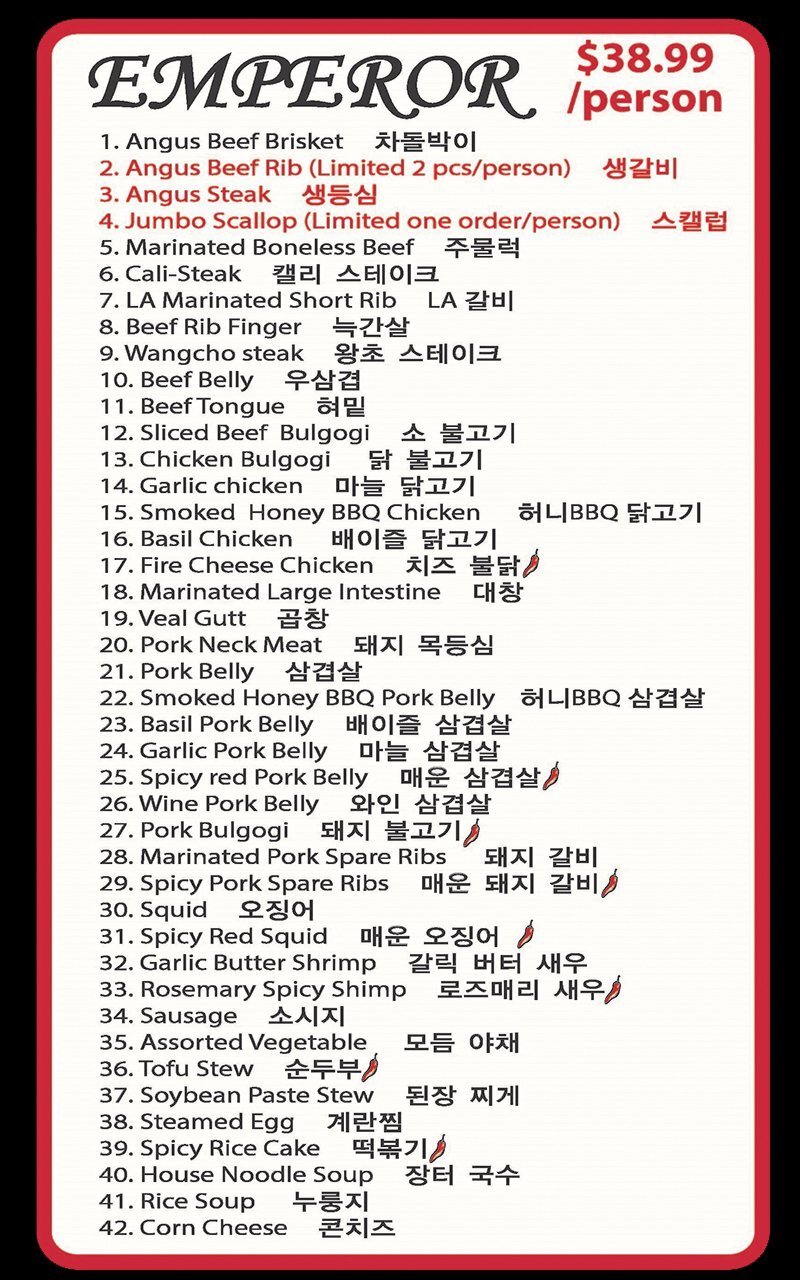 EMPEROR
$38.99
/person
1. Angus Beef Brisket 차돌박이
2. Angus Beef Rib (Limited 2 pcs/person) 생갈비
3. Angus Steak 생등심
4. Jumbo Scallop (Limited one order/person) 스캘럽
5. Marinated Boneless Beef 주물럭
6. Cali-Steak 캘리 스테이크
7. LA Marinated Short Rib LA 갈비
8. Beef Rib Finger 늑간살
9. Wangcho steak 왕초 스테이크
10. Beef Belly 우삼겹
11. Beef Tongue 혀밑
12. Sliced Beef Bulgogi 소 불고기
13. Chicken Bulgogi 닭 불고기
14. Garlic chicken 마늘 닭고기
15. Smoked Honey BBQ Chicken 허니BBQ 닭고기
16. Basil Chicken 배이즐 닭고기
17. Fire Cheese Chicken 치즈 불닭
18. Marinated Large Intestine 대창
19. Veal Gutt 곱창
20. Pork Neck Meat 돼지 목등심
21. Pork Belly 삼겹살
22. Smoked Honey BBQ Pork Belly 허니BBQ 삼겹살
23. Basil Pork Belly 배이즐 삼겹살
24. Garlic Pork Belly 마늘 삼겹살
25. Spicy red Pork Belly 매운 삼겹살
26. Wine Pork Belly 와인 삼겹살
27. Pork Bulgogi 돼지 불고기
28. Marinated Pork Spare Ribs 돼지 갈비
29. Spicy Pork Spare Ribs 매운 돼지 갈비
30. Squid 오징어
31. Spicy Red Squid 매운 오징어
32. Garlic Butter Shrimp 갈릭 버터 새우
33. Rosemary Spicy Shimp 로즈매리 새우
34. Sausage 소시지
35. Assorted Vegetable 모듬 야채
36. Tofu Stew 순두부
37. Soybean Paste Stew 된장 찌게
38. Steamed Egg 계란찜
39. Spicy Rice Cake 떡볶기
40. House Noodle Soup 장터 국수
41. Rice Soup 누룽지
42. Corn Cheese 콘치즈